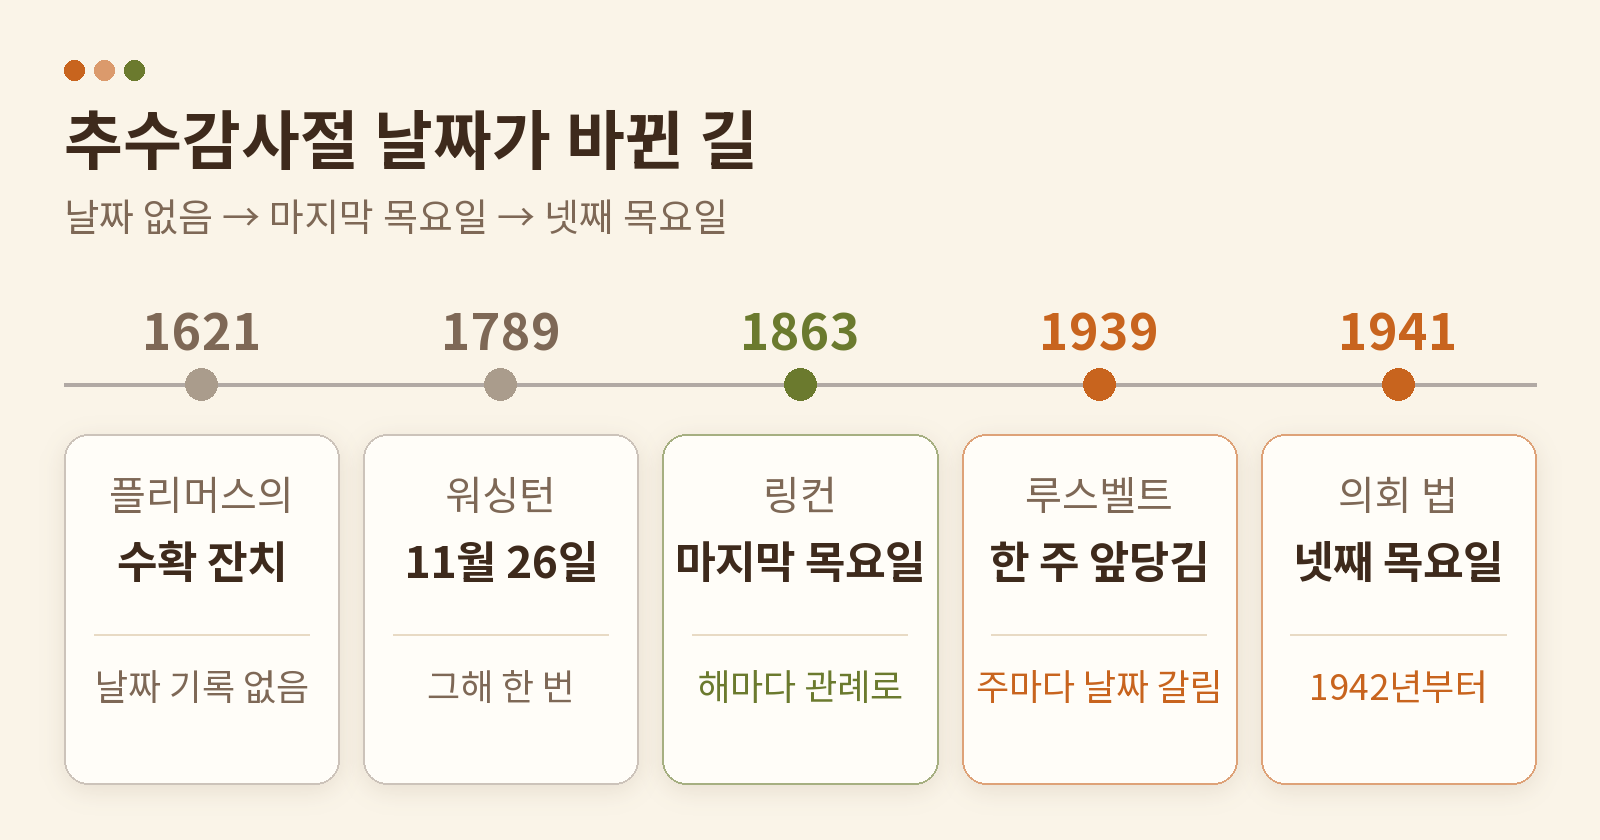 추수감사절 날짜가 바뀐 길
날짜 없음 → 마지막 목요일 → 넷째 목요일
1621
플리머스의
수확 잔치
날짜 기록 없음
1789
워싱턴
11월 26일
그해 한 번
1863
링컨
마지막 목요일
해마다 관례로
1939
루스벨트
한 주 앞당김
주마다 날짜 갈림
1941
의회 법
넷째 목요일
1942년부터